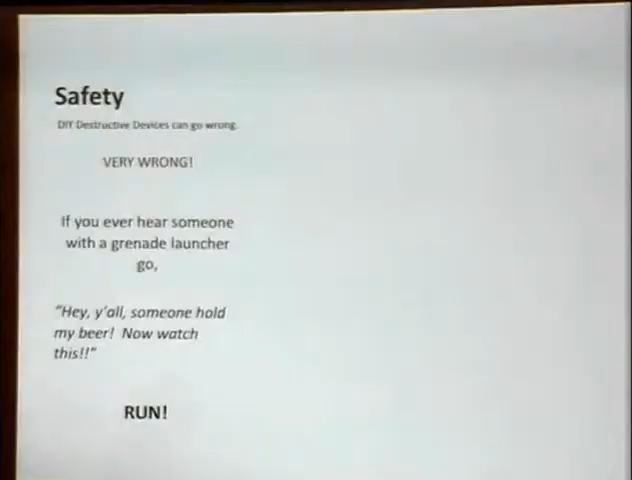 Safety
DIY Destructive Devices can go wrong.
VERY WRONG!
If you ever hear someone
with a grenade launcher
go,
"Hey, y'all, someone hold
my beer!  Now watch
this!!"
RUN!